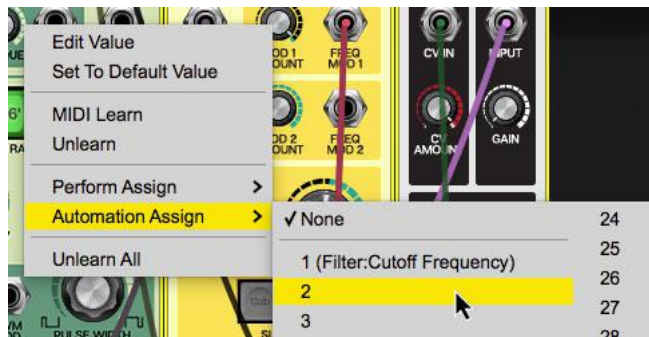 Edit Value
Set To Default Value
MIDI Learn
Unlearn
Perform Assign >
Automation Assign >
Unlearn All
✓ None
1 (Filter:Cutoff Frequency)
2
3
24
25
26
27
28
FREQ
MOD 1
CV IN
INPUT
FREQ
MOD 2
CV
AMOUNT
GAIN
PULSE WIDTH